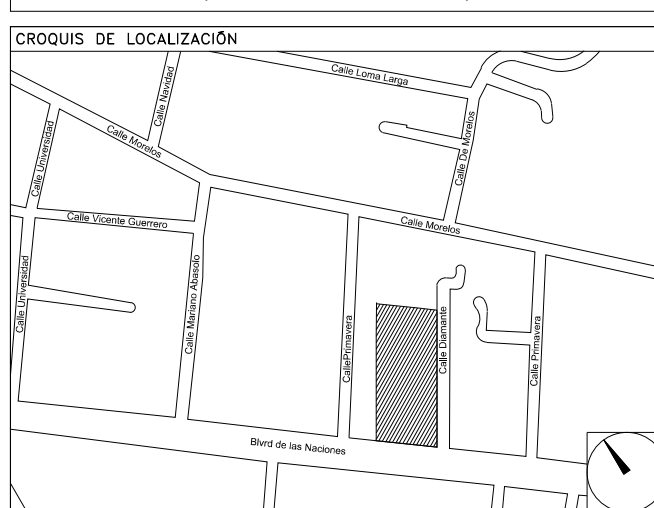 CROQUIS DE LOCALIZACIÓN
Calle Loma Larga
Calle Navidad
Calle Morelos
Calle De Morelos
Calle Universidad
Calle Vicente Guerrero
Calle Morelos
Calle Universidad
Calle Mariano Abasolo
CallePrimavera
Calle Diamante
Calle Primavera
Blvrd de las Naciones